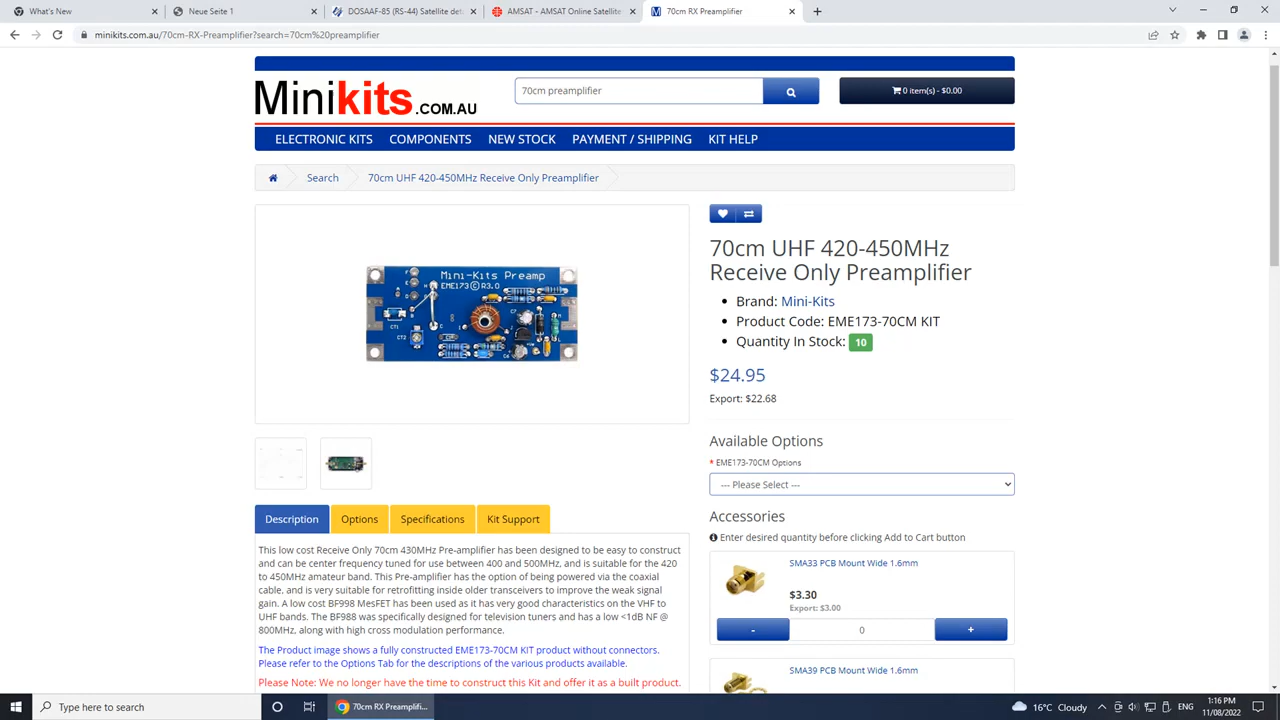 What's New
Neue Seite 1
DOSAAF-85 (RS-44) Satellite det
AMSAT - AMSAT Online Satellite
70cm RX Preamplifier
minikits.com.au/70cm-RX-Preamplifier?search=70cm%20preamplifier
Minikits.COM.AU
70cm preamplifier
0 item(s) - $0.00
ELECTRONIC KITS COMPONENTS NEW STOCK PAYMENT / SHIPPING KIT HELP
Search
70cm UHF 420-450MHz Receive Only Preamplifier
Mini-Kits Preamp
EME173©R3.0
CT1
CT2
70cm UHF 420-450MHz
Receive Only Preamplifier
Brand: Mini-Kits
Product Code: EME173-70CM KIT
Quantity In Stock: 10
$24.95
Export: $22.68
Available Options
* EME173-70CM Options
--- Please Select ---
Accessories
Enter desired quantity before clicking Add to Cart button
SMA33 PCB Mount Wide 1.6mm
$3.30
Export: $3.00
- 0 +
SMA39 PCB Mount Wide 1.6mm
Description Options Specifications Kit Support
This low cost Receive Only 70cm 430MHz Pre-amplifier has been designed to be easy to construct
and can be center frequency tuned for use between 400 and 500MHz, and is suitable for the 420
to 450MHz amateur band. This Pre-amplifier has the option of being powered via the coaxial
cable, and is very suitable for retrofitting inside older transceivers to improve the weak signal
gain. A low cost BF998 MesFET has been used as it has very good characteristics on the VHF to
UHF bands. The BF988 was specifically designed for television tuners and has a low <1dB NF @
800MHz, along with high cross modulation performance.
The Product image shows a fully constructed EME173-70CM KIT product without connectors.
Please refer to the Options Tab for the descriptions of the various products available.
Please Note: We no longer have the time to construct this Kit and offer it as a built product.
Type here to search
70cm RX Preamplifi...
16°C Cloudy
ENG
1:16 PM
11/08/2022